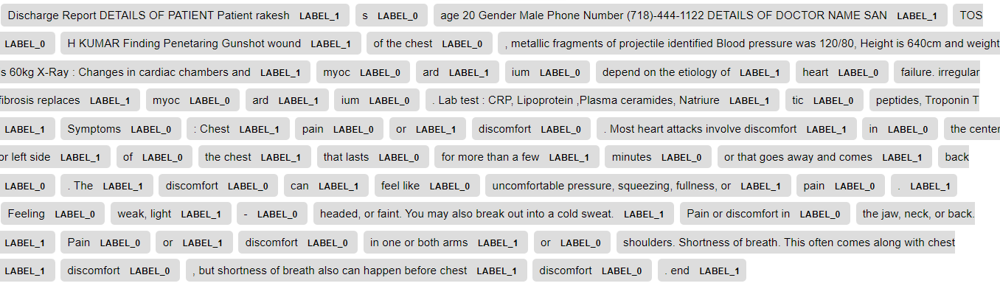 Discharge Report DETAILS OF PATIENT Patient rakesh LABEL_1 s LABEL_0 age 20 Gender Male Phone Number (718)-444-1122 DETAILS OF DOCTOR NAME SAN LABEL_1 TOS
LABEL_0 H KUMAR Finding Penetaring Gunshot wound LABEL_1 of the chest LABEL_0 , metallic fragments of projectile identified Blood pressure was 120/80, Height is 640cm and weight
s 60kg X-Ray : Changes in cardiac chambers and LABEL_1 myoc LABEL_0 ard LABEL_1 ium LABEL_0 depend on the etiology of LABEL_1 heart LABEL_0 failure. irregular
fibrosis replaces LABEL_1 myoc LABEL_0 ard LABEL_1 ium LABEL_0 . Lab test : CRP, Lipoprotein ,Plasma ceramides, Natriure LABEL_1 tic LABEL_0 peptides, Troponin T
LABEL_1 Symptoms LABEL_0 : Chest LABEL_1 pain LABEL_0 or LABEL_1 discomfort LABEL_0 . Most heart attacks involve discomfort LABEL_1 in LABEL_0 the center
or left side LABEL_1 of LABEL_0 the chest LABEL_1 that lasts LABEL_0 for more than a few LABEL_1 minutes LABEL_0 or that goes away and comes LABEL_1 back
LABEL_0 . The LABEL_1 discomfort LABEL_0 can LABEL_1 feel like LABEL_0 uncomfortable pressure, squeezing, fullness, or LABEL_1 pain LABEL_0 . LABEL_1
Feeling LABEL_0 weak, light LABEL_1 - LABEL_0 headed, or faint. You may also break out into a cold sweat. LABEL_1 Pain or discomfort in LABEL_0 the jaw, neck, or back.
LABEL_1 Pain LABEL_0 or LABEL_1 discomfort LABEL_0 in one or both arms LABEL_1 or LABEL_0 shoulders. Shortness of breath. This often comes along with chest
LABEL_1 discomfort LABEL_0 , but shortness of breath also can happen before chest LABEL_1 discomfort LABEL_0 . end LABEL_1